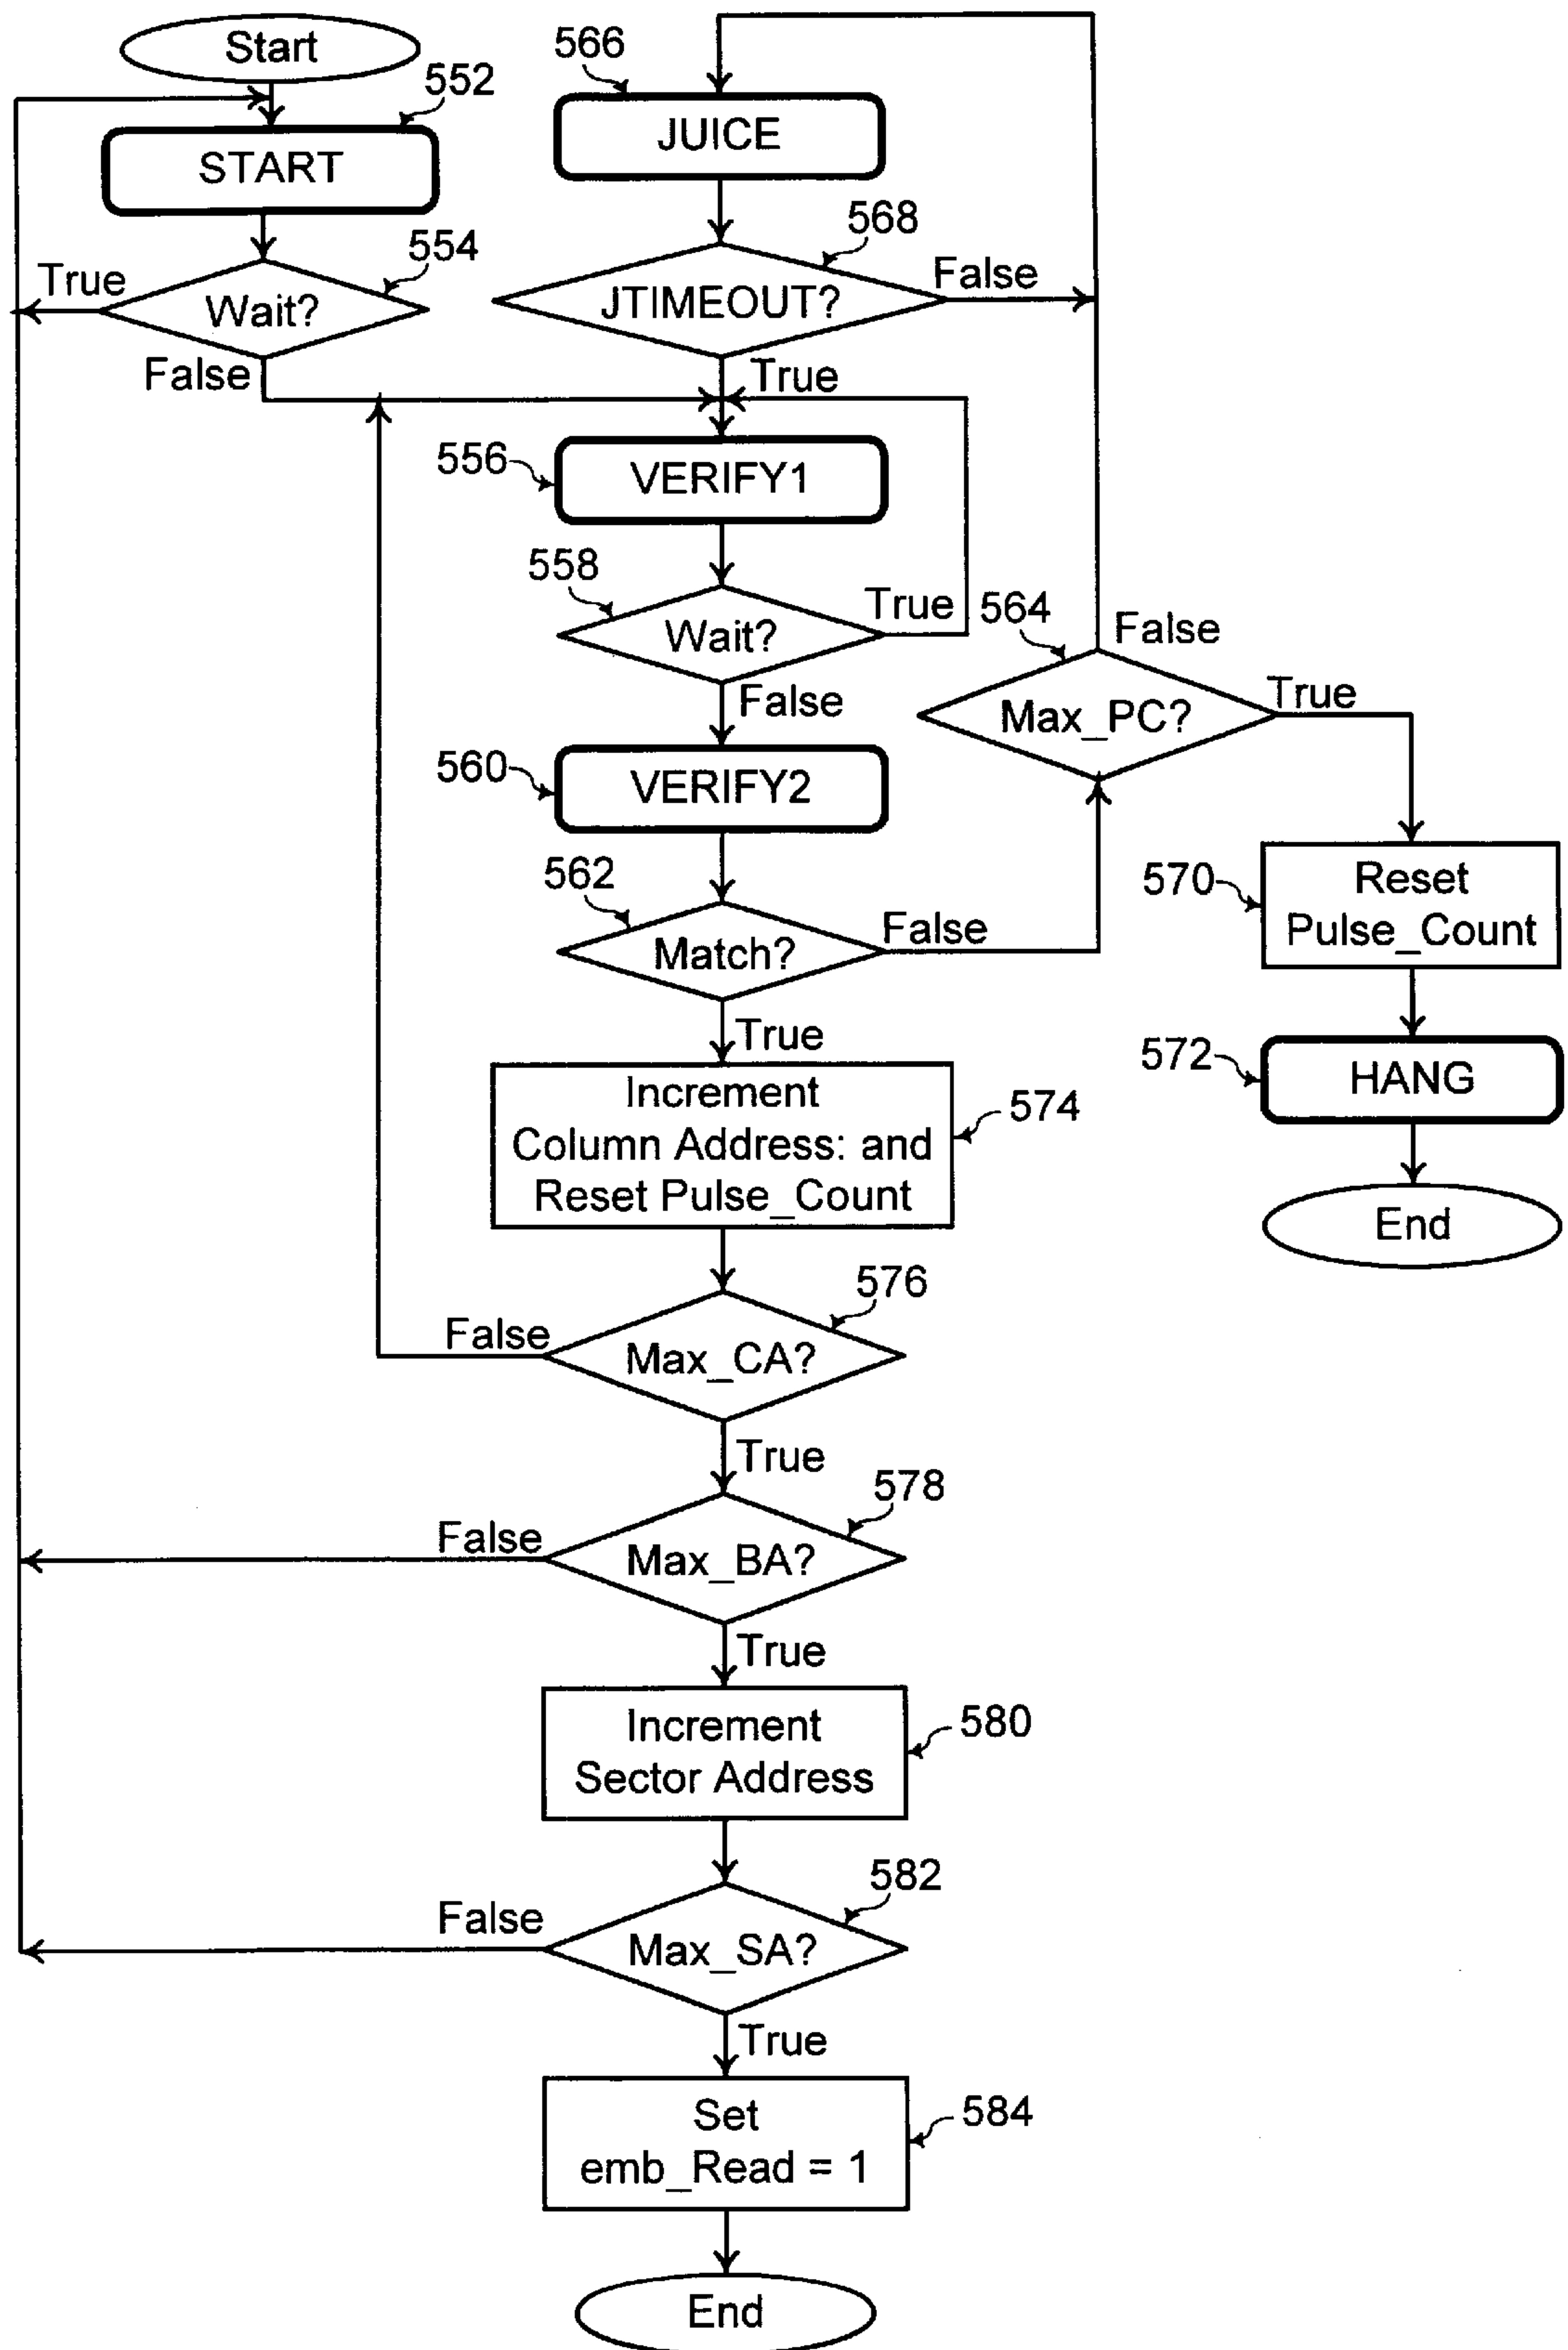 Start
566
552
JUICE
START
568
554
True
False
Wait?
JTIMEOUT?
False
True
556
VERIFY1
558
True
564
Wait?
False
False
True
Max_PC?
560
VERIFY2
562
570
Reset
Pulse_Count
Match?
False
True
572
HANG
Increment
Column Address: and
Reset Pulse_Count
574
End
576
False
Max_CA?
True
578
False
Max_BA?
True
Increment
Sector Address
580
582
False
Max_SA?
True
Set
emb_Read = 1
584
End